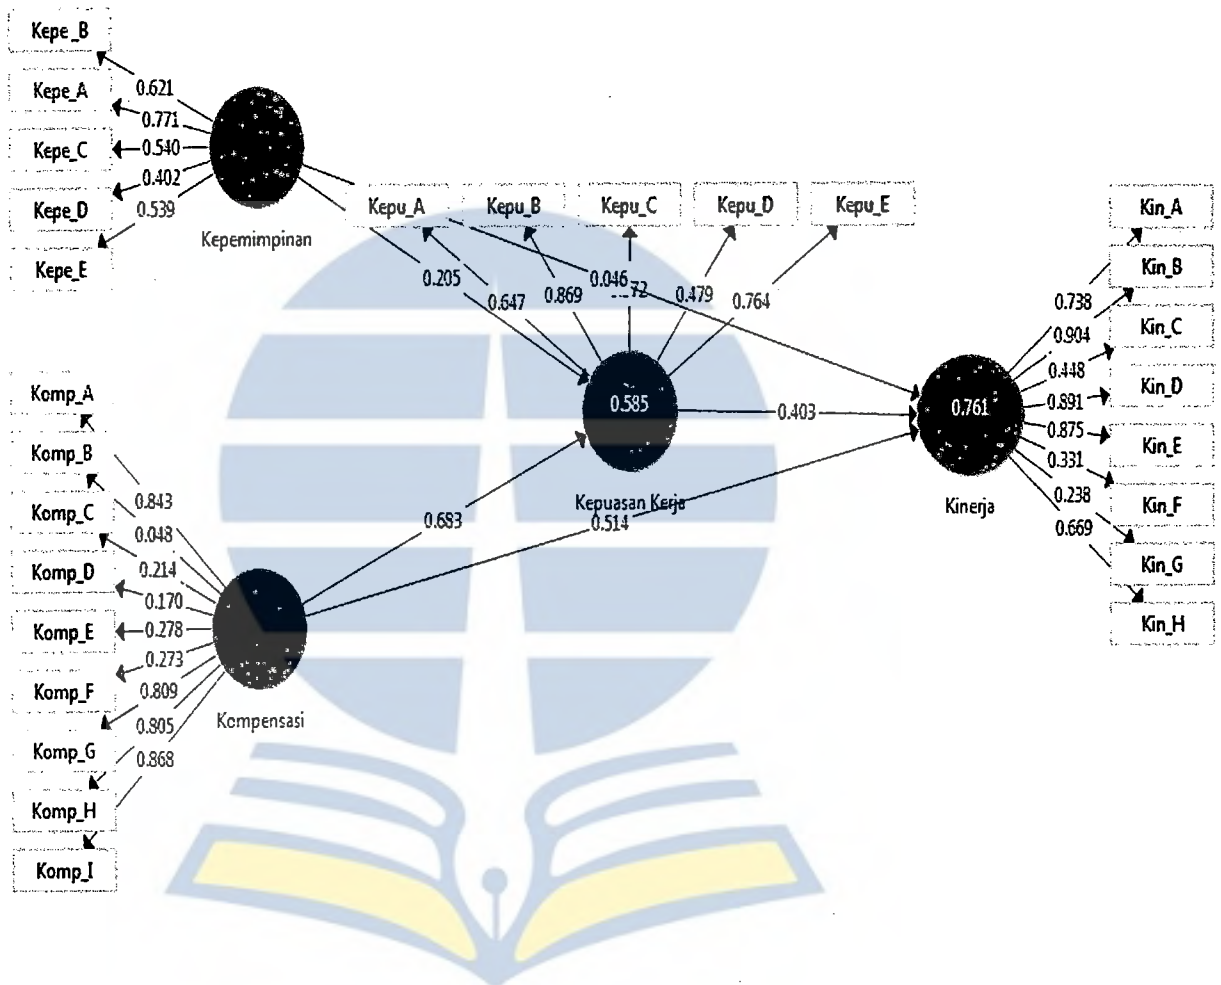 Kepe_B
Kepe_A
Kepe_C
Kepe_D
Kepe_E
0.621
0.771
0.540
0.402
0.539
Kepemimpinan
Kepu_A
Kepu_B
Kepu_C
Kepu_D
Kepu_E
0.205
0.647
0.869
0.046
72
0.479
0.764
0.585
Kepuasan Kerja
0.403
0.683
0.514
Komp_A
Komp_B
Komp_C
Komp_D
Komp_E
Komp_F
Komp_G
Komp_H
Komp_I
0.843
0.048
0.214
0.170
0.278
0.273
0.809
0.805
0.868
Kompensasi
0.761
Kinerja
0.738
0.904
0.448
0.891
0.875
0.331
0.238
0.669
Kin_A
Kin_B
Kin_C
Kin_D
Kin_E
Kin_F
Kin_G
Kin_H